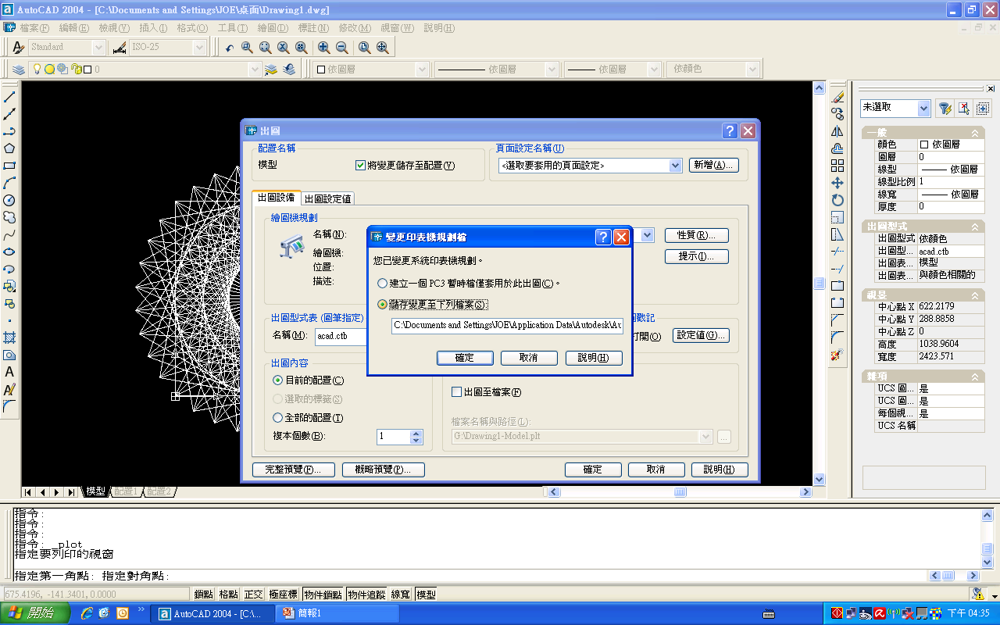 AutoCAD 2004 - [C:\Documents and Settings\JOE\桌面\Drawing1.dwg]
檔案(F) 編輯(E) 檢視(V) 插入(I) 格式(O) 工具(T) 繪圖(D) 標註(N) 修改(M) 視窗(W) 說明(H)
Standard ISO-25
0 依圖層 依圖層 依圖層 依顏色
未選取
一般
顏色 依圖層
圖層 0
線型 依圖層
線型比例 1
線寬 依圖層
厚度 0
出圖型式
出圖型式 依顏色
出圖型... acad.ctb
出圖表... 模型
出圖表... 與顏色相關的
視景
中心點 X 622.2179
中心點 Y 288.8858
中心點 Z 0
高度 1038.9604
寬度 2423.571
雜項
UCS 圖... 是
UCS 圖... 是
每個視... 是
UCS 名稱
出圖
配置名稱
模型
將變更儲存至配置(V)
頁面設定名稱(U)
<選取要套用的頁面設定>
新增(A)...
出圖設備 出圖設定值
繪圖機規劃
名稱(N):
繪圖機:
位置:
描述:
性質(R)...
提示(I)...
出圖型式表 (圖筆指定)
名稱(M): acad.ctb
戳記
打開(O) 設定值(G)...
出圖內容
目前的配置(C)
選取的標籤(S)
全部的配置(T)
複本個數(B): 1
出圖至檔案(F)
檔案名稱與路徑(L):
G:\Drawing1-Model.plt
...
完整預覽(F)... 概略預覽(P)... 確定 取消 說明(H)
變更印表機規劃檔
您已變更系統印表機規劃。
建立一個 PC3 暫時檔僅套用於此出圖(C)。
儲存變更至下列檔案(S)
C:\Documents and Settings\JOE\Application Data\Autodesk\Au
確定 取消 說明(H)
模型 配置1 配置2
指令:
指令:
指令:
指令: _plot
指定要列印的視窗
指定第一角點: 指定對角點:
675.4196, -141.3401, 0.0000 鎖點 格點 正交 極座標 物件鎖點 物件追蹤 線寬 模型
開始 AutoCAD 2004 - [C:\... 簡報1 下午 04:35